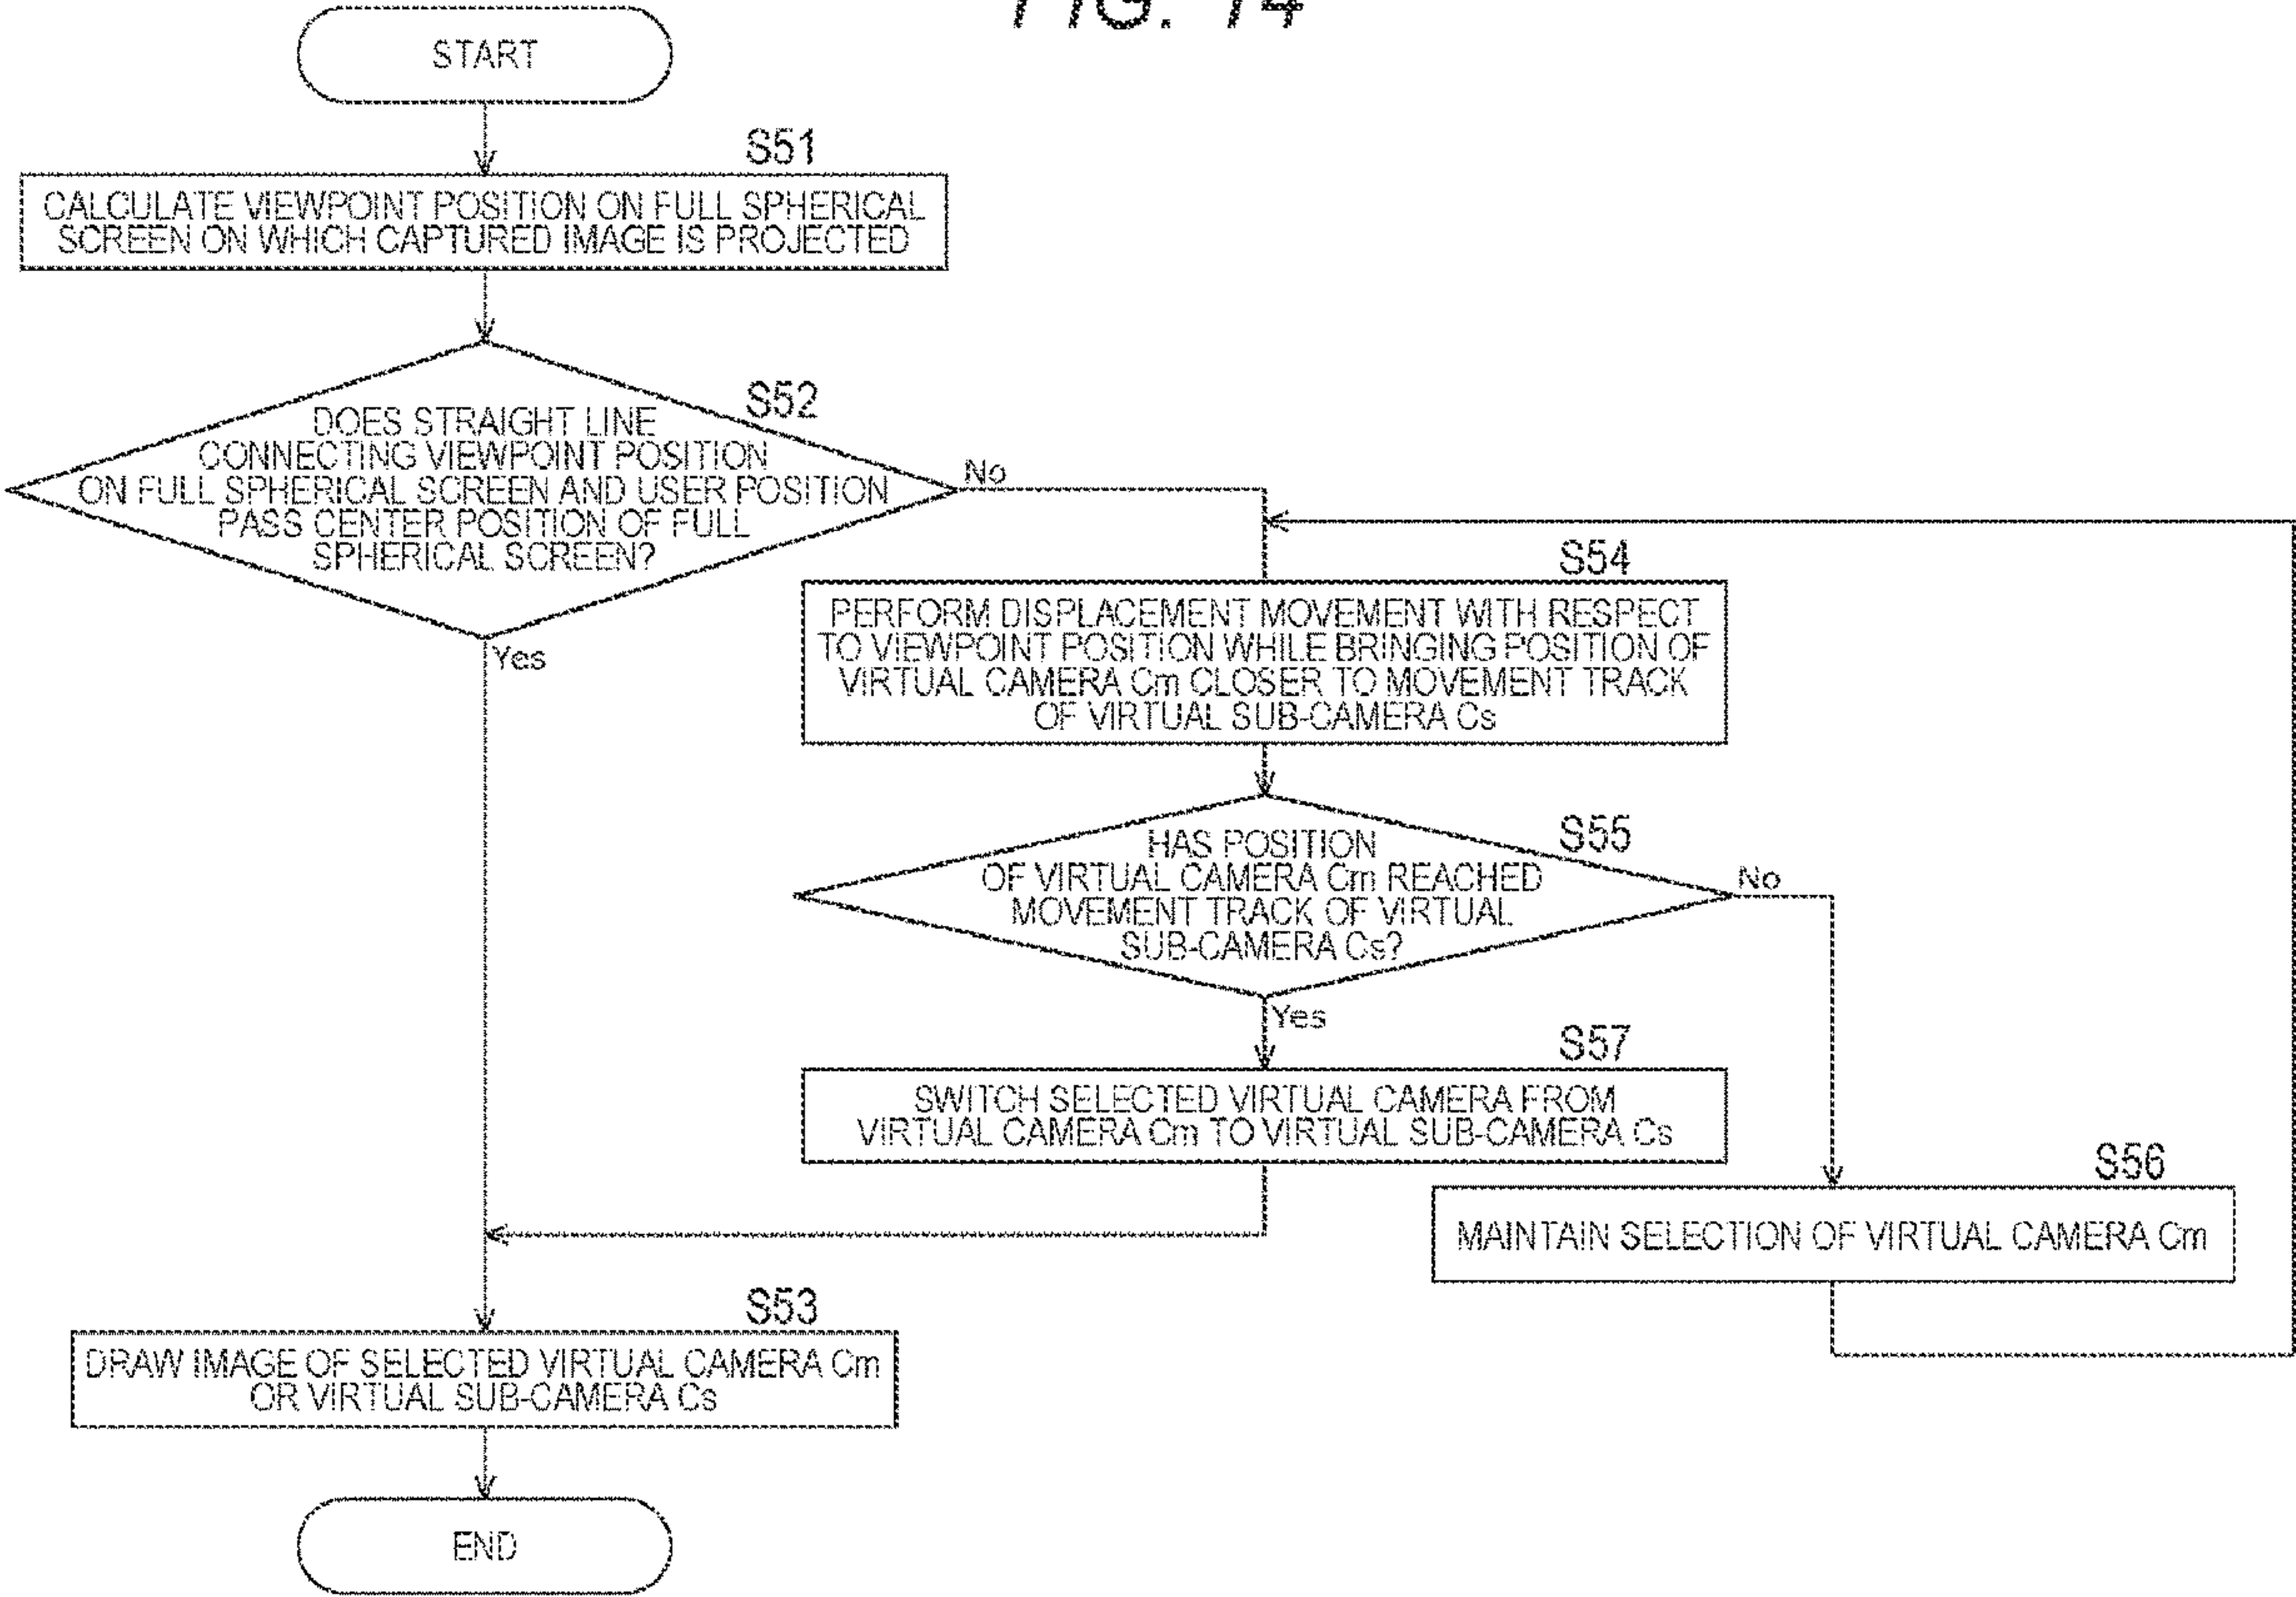 FIG. 14
START
S51
CALCULATE VIEWPOINT POSITION ON FULL SPHERICAL
SCREEN ON WHICH CAPTURED IMAGE IS PROJECTED
S52
DOES STRAIGHT LINE
CONNECTING VIEWPOINT POSITION
ON FULL SPHERICAL SCREEN AND USER POSITION
PASS CENTER POSITION OF FULL
SPHERICAL SCREEN?
No
Yes
S54
PERFORM DISPLACEMENT MOVEMENT WITH RESPECT
TO VIEWPOINT POSITION WHILE BRINGING POSITION OF
VIRTUAL CAMERA Cm CLOSER TO MOVEMENT TRACK
OF VIRTUAL SUB-CAMERA Cs
S55
HAS POSITION
OF VIRTUAL CAMERA Cm REACHED
MOVEMENT TRACK OF VIRTUAL
SUB-CAMERA Cs?
No
Yes
S57
SWITCH SELECTED VIRTUAL CAMERA FROM
VIRTUAL CAMERA Cm TO VIRTUAL SUB-CAMERA Cs
S56
MAINTAIN SELECTION OF VIRTUAL CAMERA Cm
S53
DRAW IMAGE OF SELECTED VIRTUAL CAMERA Cm
OR VIRTUAL SUB-CAMERA Cs
END